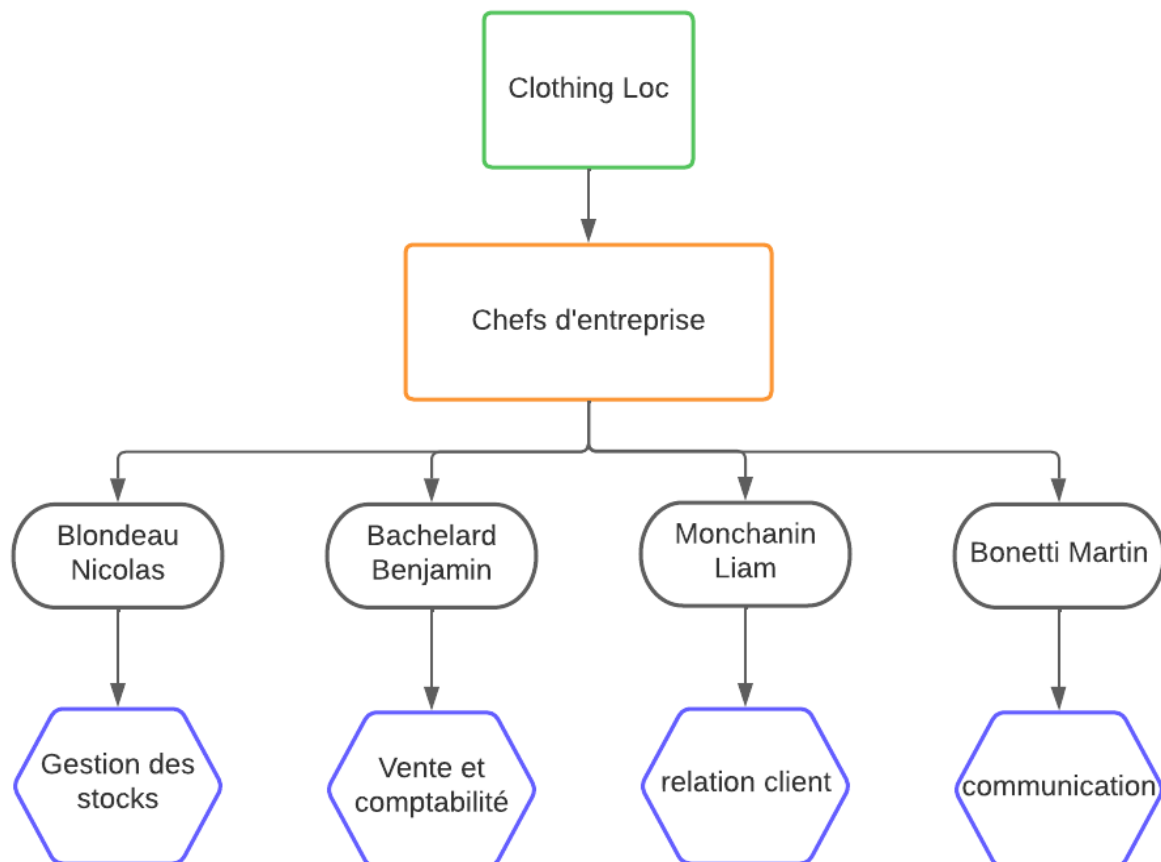 Clothing Loc
Chefs d'entreprise
Blondeau
Nicolas
Bachelard
Benjamin
Monchanin
Liam
Bonetti Martin
Gestion des
stocks
Vente et
comptabilité
relation client
communication